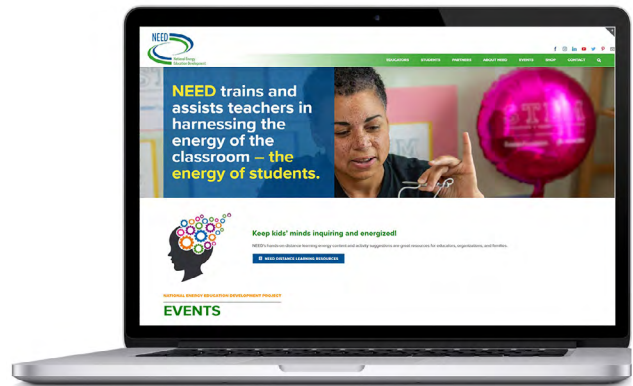 NEED
National Energy
Education Development
EDUCATORS STUDENTS PARTNERS ABOUT NEED EVENTS SHOP CONTACT
NEED trains and
assists teachers in
harnessing the
energy of the
classroom – the
energy of students.
STEM
Keep kids' minds inquiring and energized!
NEED's hands-on distance learning energy content and activity suggestions are great resources for educators, organizations, and families.
NEED DISTANCE LEARNING RESOURCES
NATIONAL ENERGY EDUCATION DEVELOPMENT PROJECT
EVENTS